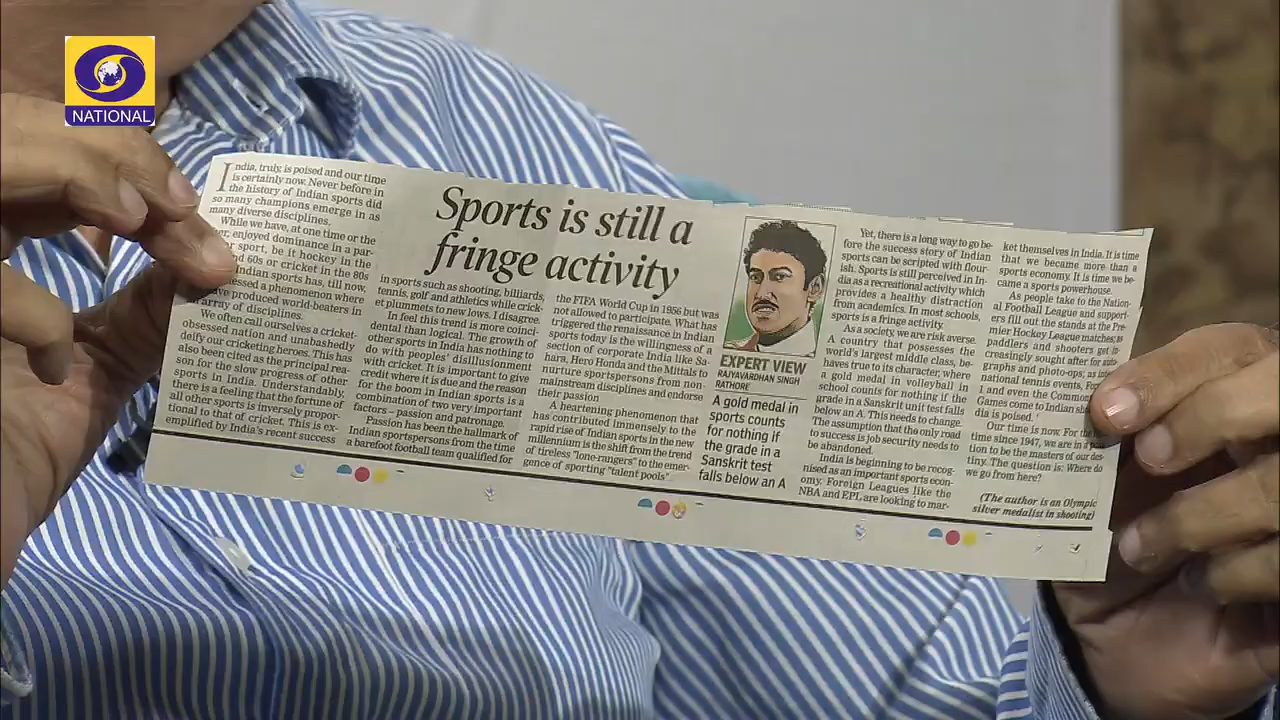 NATIONAL
Sports is still a
fringe activity
India, truly, is poised and our time
is certainly now. Never before in
the history of Indian sports did
so many champions emerge in as
many diverse disciplines.
While we have, at one time or the
enjoyed dominance in a par-
sport, be it hockey in the
60s or cricket in the 80s
Indian sports has, till now,
a phenomenon where
produced world-beaters in
array of disciplines.
We often call ourselves a cricket-
obsessed nation and unabashedly
deify our cricketing heroes. This has
also been cited as the principal rea-
son for the slow progress of other
sports in India. Understandably,
there is a feeling that the fortune of
all other sports is inversely propor-
tional to that of cricket. This is ex-
emplified by India's recent success
in sports such as shooting, billiards,
tennis, golf and athletics while crick-
et plummets to new lows. I disagree.
In feel this trend is more coinci-
dental than logical. The growth of
other sports in India has nothing to
do with peoples' disillusionment
with cricket. It is important to give
credit where it is due and the reason
for the boom in Indian sports is a
combination of two very important
factors – passion and patronage.
Passion has been the hallmark of
Indian sportspersons from the time
a barefoot football team qualified for
the FIFA World Cup in 1956 but was
not allowed to participate. What has
triggered the renaissance in Indian
sports today is the willingness of a
section of corporate India like Sa-
hara, Hero Honda and the Mittals to
nurture sportspersons from non-
mainstream disciplines and endorse
their passion
A heartening phenomenon that
has contributed immensely to the
rapid rise of Indian sports in the new
millennium is the shift from the trend
of tireless "lone-rangers" to the emer-
gence of sporting "talent pools".
EXPERT VIEW
RAJYAVARDHAN SINGH
RATHORE
A gold medal in
sports counts
for nothing if
the grade in a
Sanskrit test
falls below an A
Yet, there is a long way to go be-
fore the success story of Indian
sports can be scripted with flour-
ish. Sports is still perceived in In-
dia as a recreational activity which
provides a healthy distraction
from academics. In most schools,
sports is a fringe activity.
As a society, we are risk averse.
A country that possesses the
world's largest middle class, be-
haves true to its character, where
a gold medal in volleyball in
school counts for nothing if the
grade in a Sanskrit unit test falls
below an A. This needs to change.
The assumption that the only road
to success is job security needs to
be abandoned.
India is beginning to be recog-
nised as an important sports econ-
omy. Foreign Leagues like the
NBA and EPL are looking to mar-
ket themselves in India. It is time
that we became more than a
sports economy. It is time we be-
came a sports powerhouse.
As people take to the Nation-
al Football League and support-
ers fill out the stands at the Pre-
mier Hockey League matches; as
paddlers and shooters get in-
creasingly sought after for auto-
graphs and photo-ops; as inter
national tennis events, For
1 and even the Common
Games come to Indian sh
dia is poised.
Our time is now. For the
time since 1947, we are in a
tion to be the masters of our des-
tiny. The question is: Where do
we go from here?
(The author is an Olympic
silver medalist in shooting)